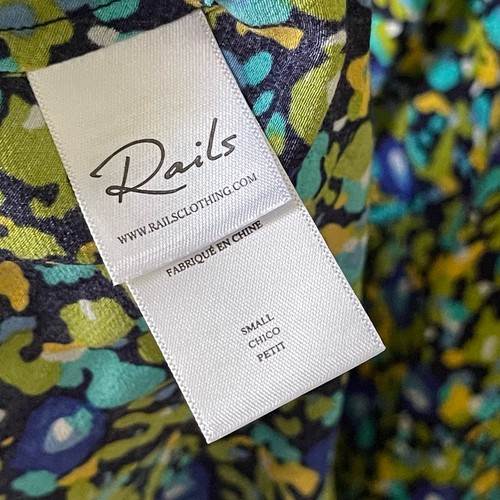 Rails
WWW.RAILSCLOTHING.COM
FABRIQUÉ EN CHINE
SMALL
CHICO
PETIT